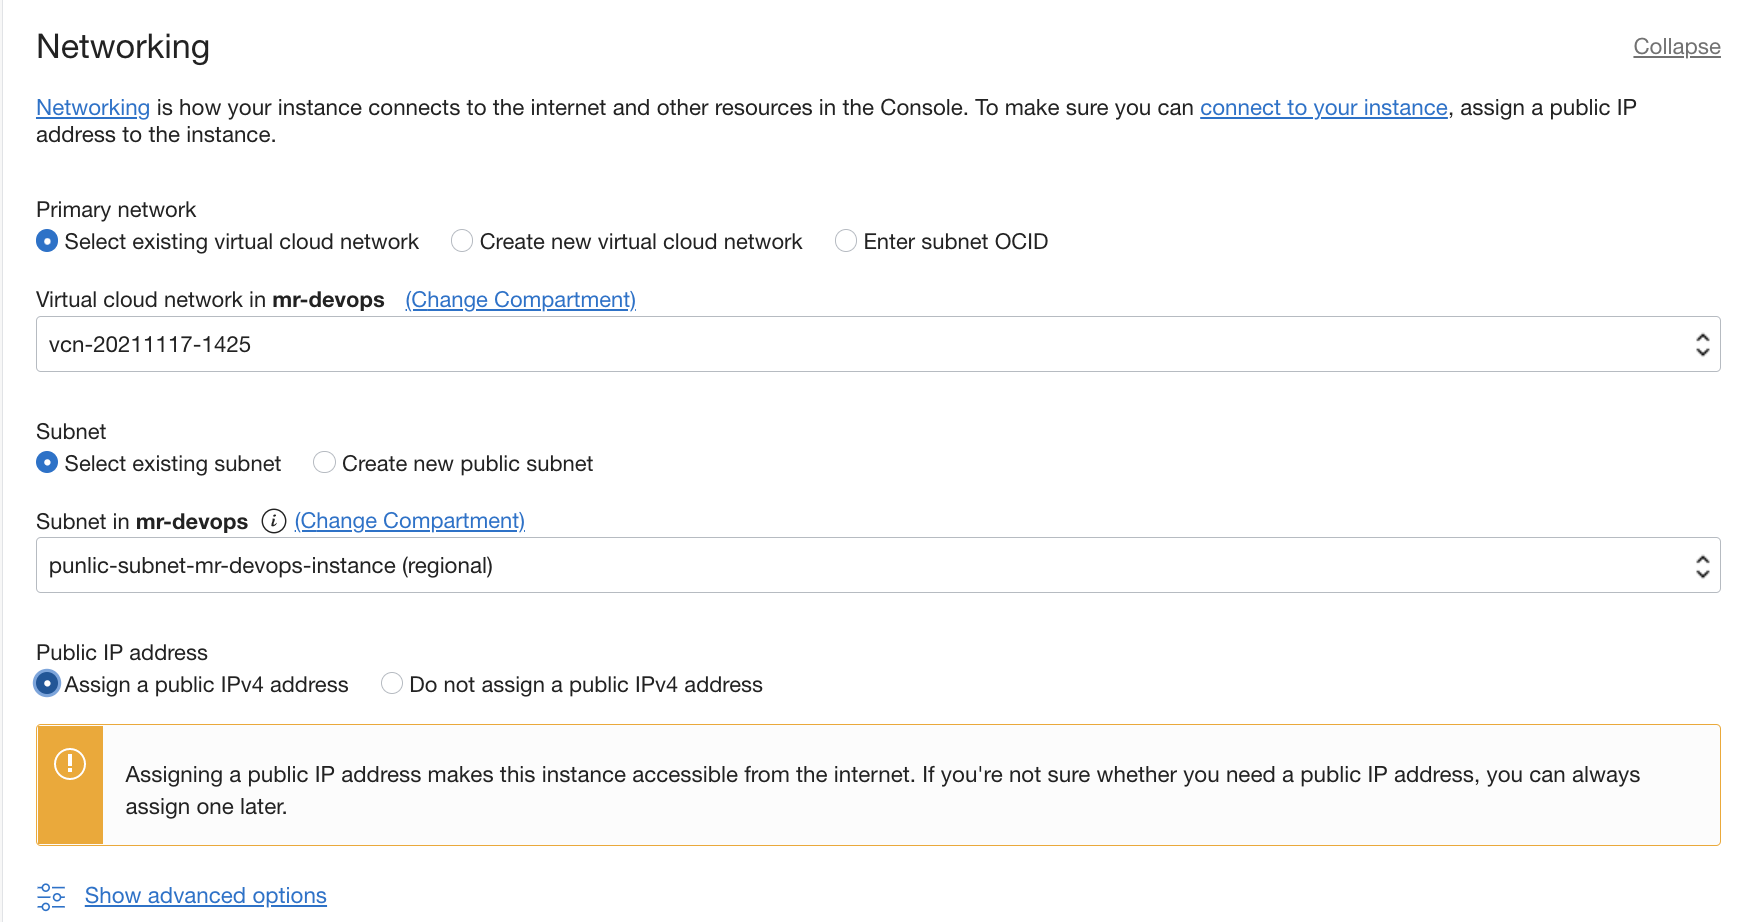 Networking
Collapse
Networking is how your instance connects to the internet and other resources in the Console. To make sure you can connect to your instance, assign a public IP
address to the instance.
Primary network
Select existing virtual cloud network Create new virtual cloud network Enter subnet OCID
Virtual cloud network in mr-devops (Change Compartment)
vcn-20211117-1425
Subnet
Select existing subnet Create new public subnet
Subnet in mr-devops i (Change Compartment)
punlic-subnet-mr-devops-instance (regional)
Public IP address
Assign a public IPv4 address Do not assign a public IPv4 address
Assigning a public IP address makes this instance accessible from the internet. If you're not sure whether you need a public IP address, you can always
assign one later.
Show advanced options